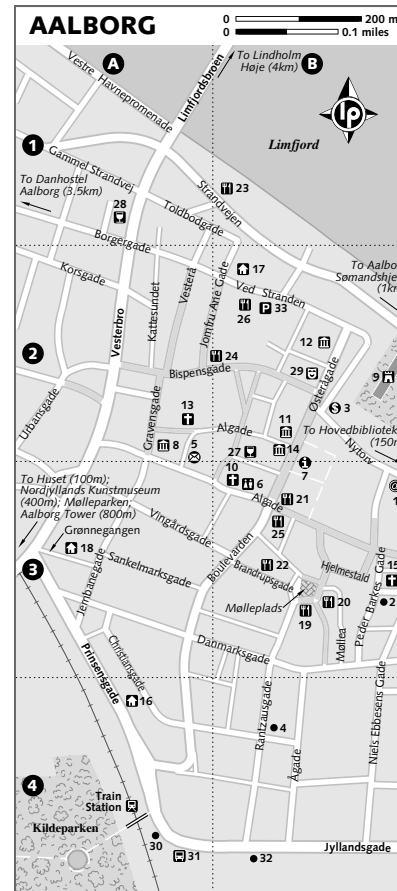 AALBORG
0 200 m
0 0.1 miles
A
B
To Lindholm
Høje (4km)
Vestre Havnepromenade
Limfjordsbroen
lp
Limfjord
1
Gammel Strandvej
To Danhostel
Aalborg (3.5km)
28
Toldbodgade
Strandvejen
23
Borgergade
Korsgade
Vesterå
Jomfru Ane Gade
17
Ved Stranden
To Aalbo
Sømandshje
(1km
26
P
33
Kattesundet
Vesterbro
12
2
24
Bispensgade
29
Østerågade
9
Urbansgade
13
3
Gravensgade
Algade
11
To Hovedbibliotek
(150m
8
5
27
14
Nytorv
10
6
7
1
To Huset (100m);
Nordjyllands Kunstmuseum
(400m); Mølleparken;
Aalborg Tower (800m)
Algade
21
Vingårdsgade
25
Grønnegangen
18
Boulevarden
3
Sankelmarksgade
22
Brandrupsgade
Hjelmestald
15
Jernbanegade
Mølleplads
20
2
19
Peder Barkes Gade
Møllea
Prinsensgade
Christiansgade
Danmarksgade
16
Rantzausgade
4
Ågade
Niels Ebbesens Gade
4
Train
Station
Kildeparken
30
31
32
Jyllandsgade